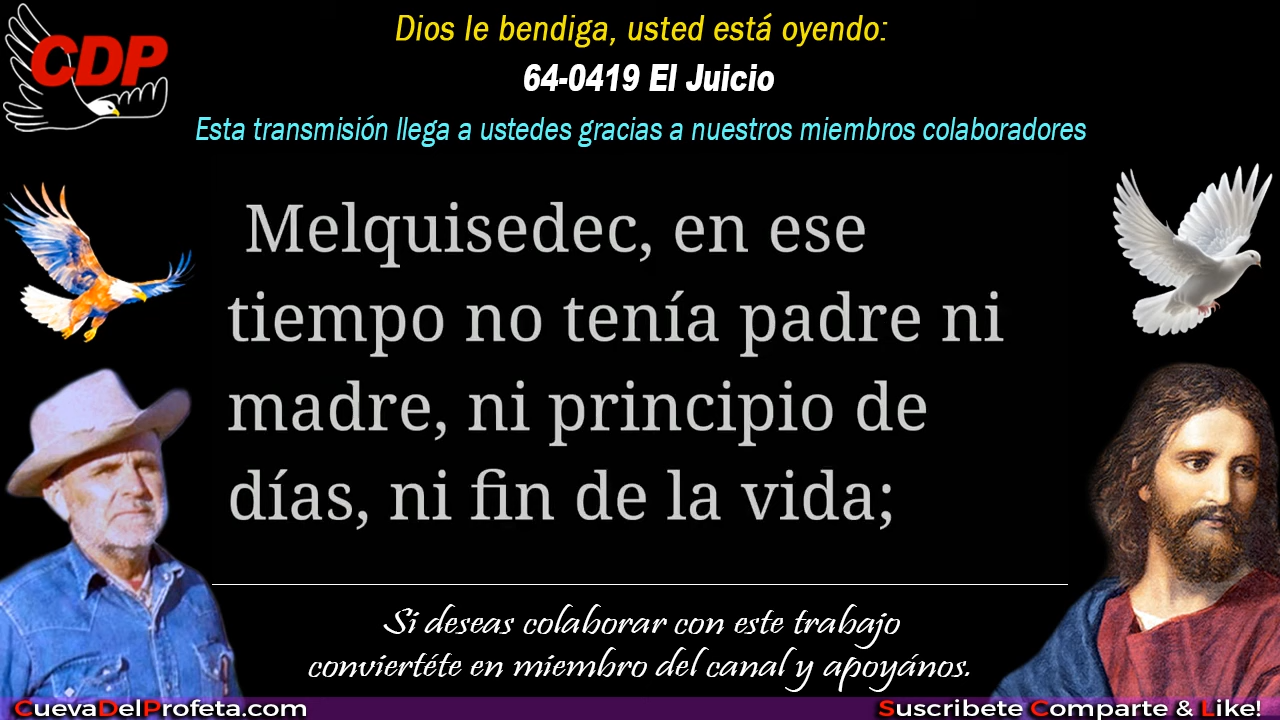 CDP
Dios le bendiga, usted está oyendo:
64-0419 El Juicio
Esta transmisión llega a ustedes gracias a nuestros miembros colaboradores
Melquisedec, en ese
tiempo no tenía padre ni
madre, ni principio de
días, ni fin de la vida;
Si deseas colaborar con este trabajo
conviertéte en miembro del canal y apoyános.
CuevaDelProfeta.com
Suscribete Comparte & Like!